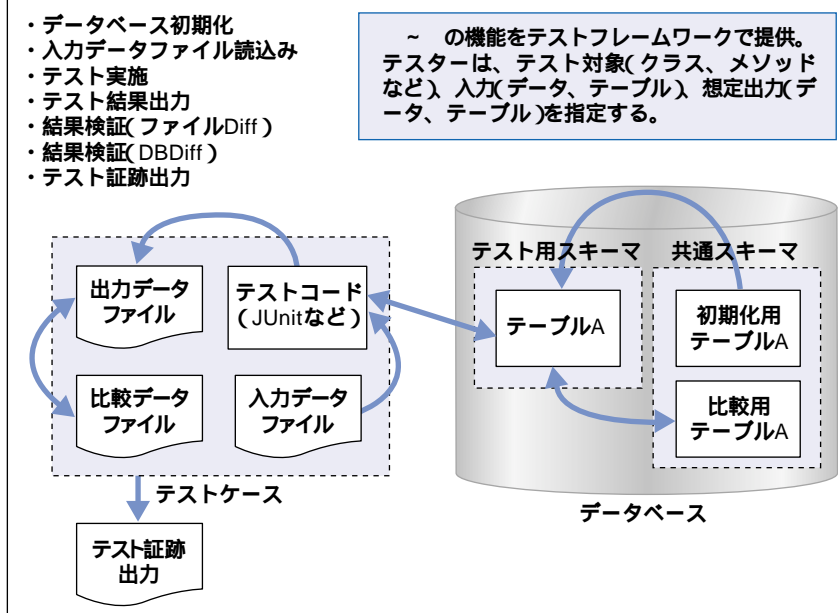 ・データベース初期化
・入力データファイル読込み
・テスト実施
・テスト結果出力
・結果検証(ファイルDiff)
・結果検証(DBDiff)
・テスト証跡出力
~ の機能をテストフレームワークで提供。
テスターは、テスト対象(クラス、メソッド
など)、入力(データ、テーブル)、想定出力(デ
ータ、テーブル)を指定する。
出力データ
ファイル
テストコード
(JUnitなど)
比較データ
ファイル
入力データ
ファイル
テストケース
テスト証跡
出力
テスト用スキーマ
共通スキーマ
テーブルA
初期化用
テーブルA
比較用
テーブルA
データベース